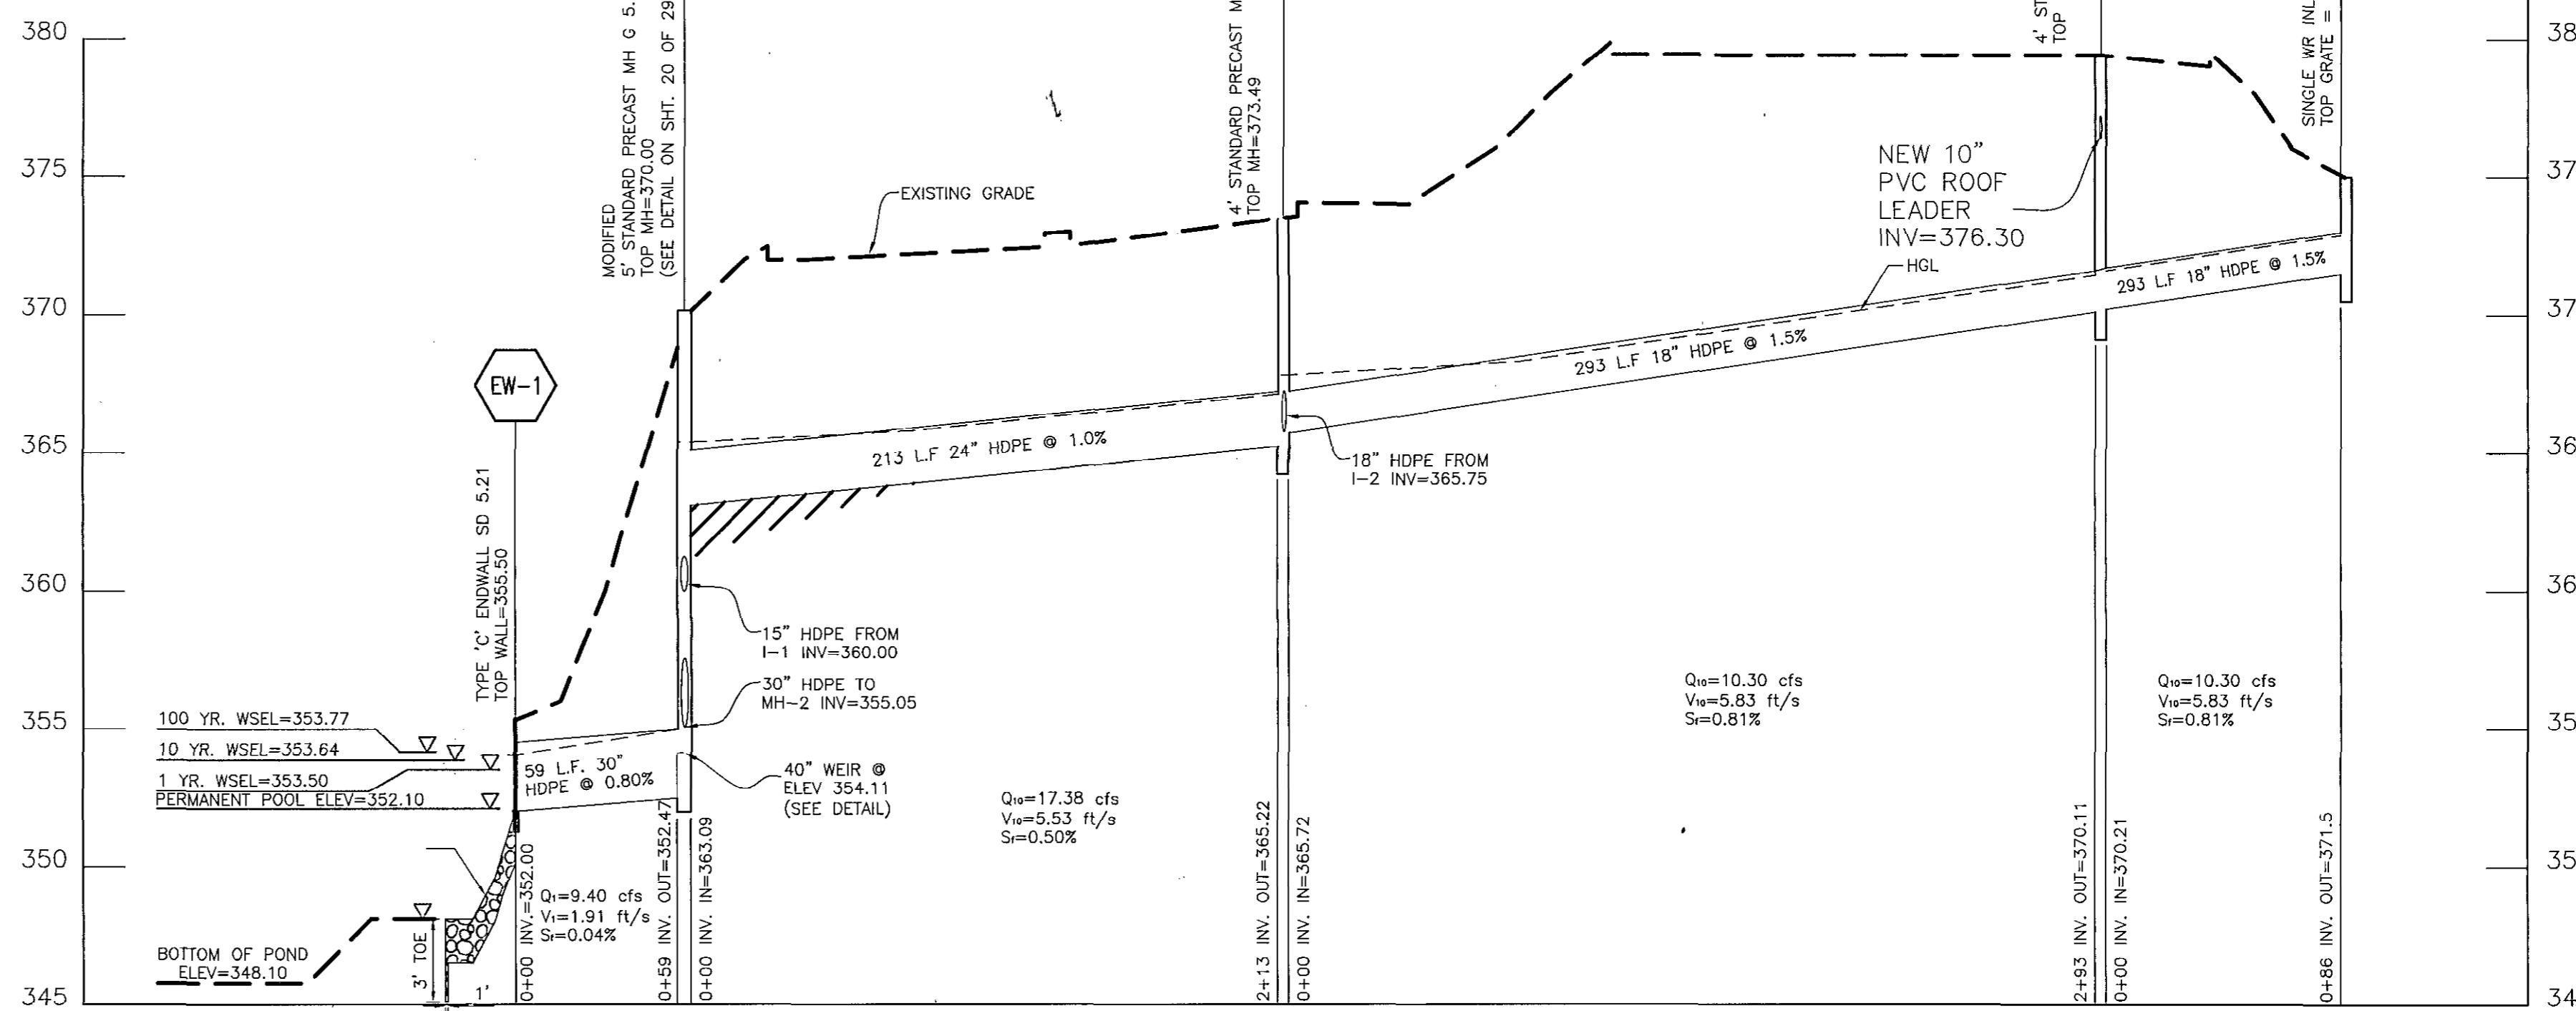 380
375
370
365
360
355
350
345
MODIFIED
5' STANDARD PRECAST MH G 5.
TOP MH=370.00
(SEE DETAIL ON SHT. 20 OF 29
4' STANDARD PRECAST M
TOP MH=373.49
4' ST
TOP
SINGLE WR INL
TOP GRATE =
EXISTING GRADE
NEW 10"
PVC ROOF
LEADER
INV=376.30
HGL
EW-1
TYPE 'C' ENDWALL SD 5.21
TOP WALL=355.50
213 L.F 24" HDPE @ 1.0%
293 L.F 18" HDPE @ 1.5%
293 L.F 18" HDPE @ 1.5%
18" HDPE FROM
I-2 INV=365.75
15" HDPE FROM
I-1 INV=360.00
30" HDPE TO
MH-2 INV=355.05
40" WEIR @
ELEV 354.11
(SEE DETAIL)
100 YR. WSEL=353.77
10 YR. WSEL=353.64
1 YR. WSEL=353.50
PERMANENT POOL ELEV=352.10
59 L.F. 30"
HDPE @ 0.80%
Q1=9.40 cfs
V1=1.91 ft/s
Sf=0.04%
Q10=17.38 cfs
V10=5.53 ft/s
Sf=0.50%
Q10=10.30 cfs
V10=5.83 ft/s
Sf=0.81%
Q10=10.30 cfs
V10=5.83 ft/s
Sf=0.81%
BOTTOM OF POND
ELEV=348.10
3' TOE
1'
0+00 INV.=352.00
0+59 INV. OUT=352.47
0+00 INV. IN=363.09
2+13 INV. OUT=365.22
0+00 INV. IN=365.72
2+93 INV. OUT=370.11
0+00 INV. IN=370.21
0+86 INV. OUT=371.5
38
37
37
36
36
35
35
34